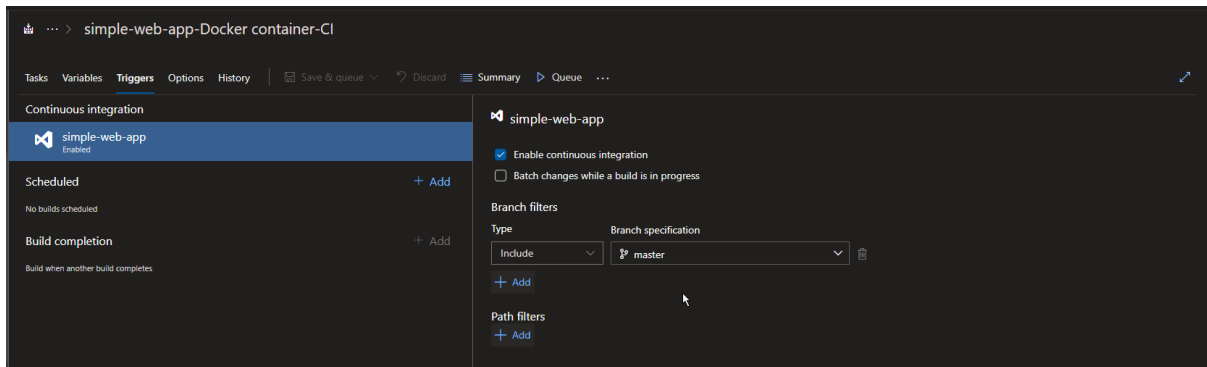 ··· > simple-web-app-Docker container-CI
Tasks Variables Triggers Options History Save & queue Discard Summary Queue ···
Continuous integration
simple-web-app
Enabled
Scheduled
+ Add
No builds scheduled
Build completion
+ Add
Build when another build completes
simple-web-app
Enable continuous integration
Batch changes while a build is in progress
Branch filters
Type Branch specification
Include master
+ Add
Path filters
+ Add